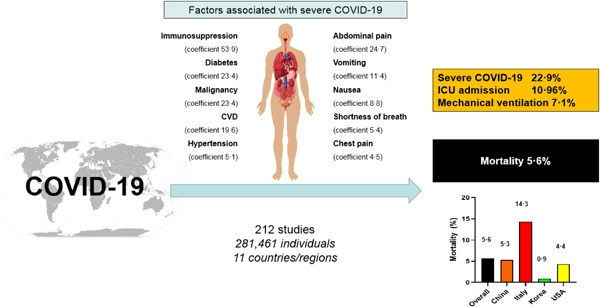 Factors associated with severe COVID-19
Immunosuppression
(coefficient 53·9)
Diabetes
(coefficient 23·4)
Malignancy
(coefficient 23·4)
CVD
(coefficient 19·6)
Hypertension
(coefficient 5·1)
Abdominal pain
(coefficient 24·7)
Vomiting
(coefficient 11·4)
Nausea
(coefficient 8·8)
Shortness of breath
(coefficient 5·4)
Chest pain
(coefficient 4·5)
COVID-19
212 studies
281,461 individuals
11 countries/regions
Severe COVID-19 22·9%
ICU admission 10·96%
Mechanical ventilation 7·1%
Mortality 5·6%
Mortality (%)
20
15
10
5
0
5·6
5·3
14·3
0·9
4·4
Overall
China
Italy
Korea
USA